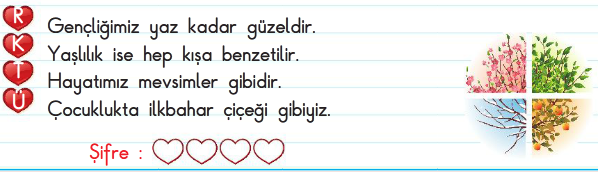 R Gençliğimiz yaz kadar güzeldir.
K Yaşlılık ise hep kışa benzetilir.
T Hayatımız mevsimler gibidir.
Ü Çocuklukta ilkbahar çiçeği gibiyiz.
Şifre :